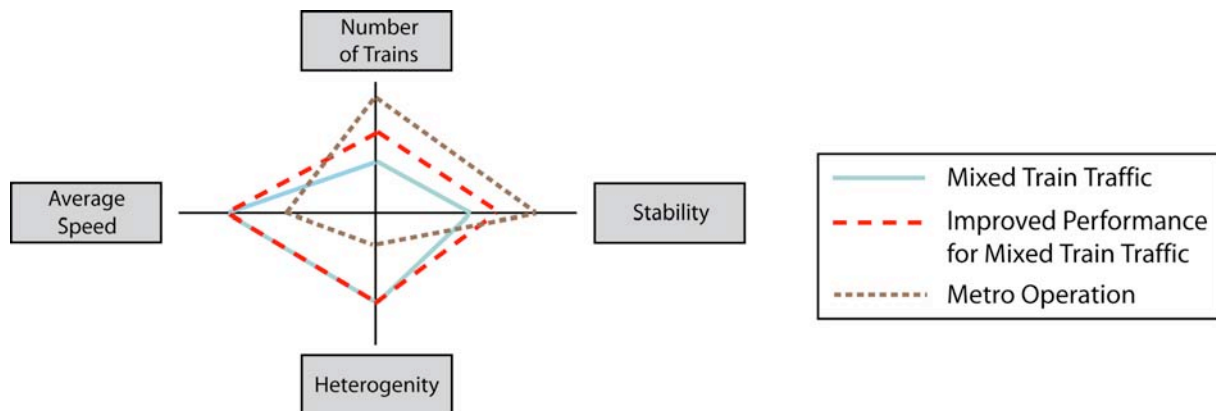 Number
of Trains
Average
Speed
Stability
Heterogenity
Mixed Train Traffic
Improved Performance
for Mixed Train Traffic
Metro Operation